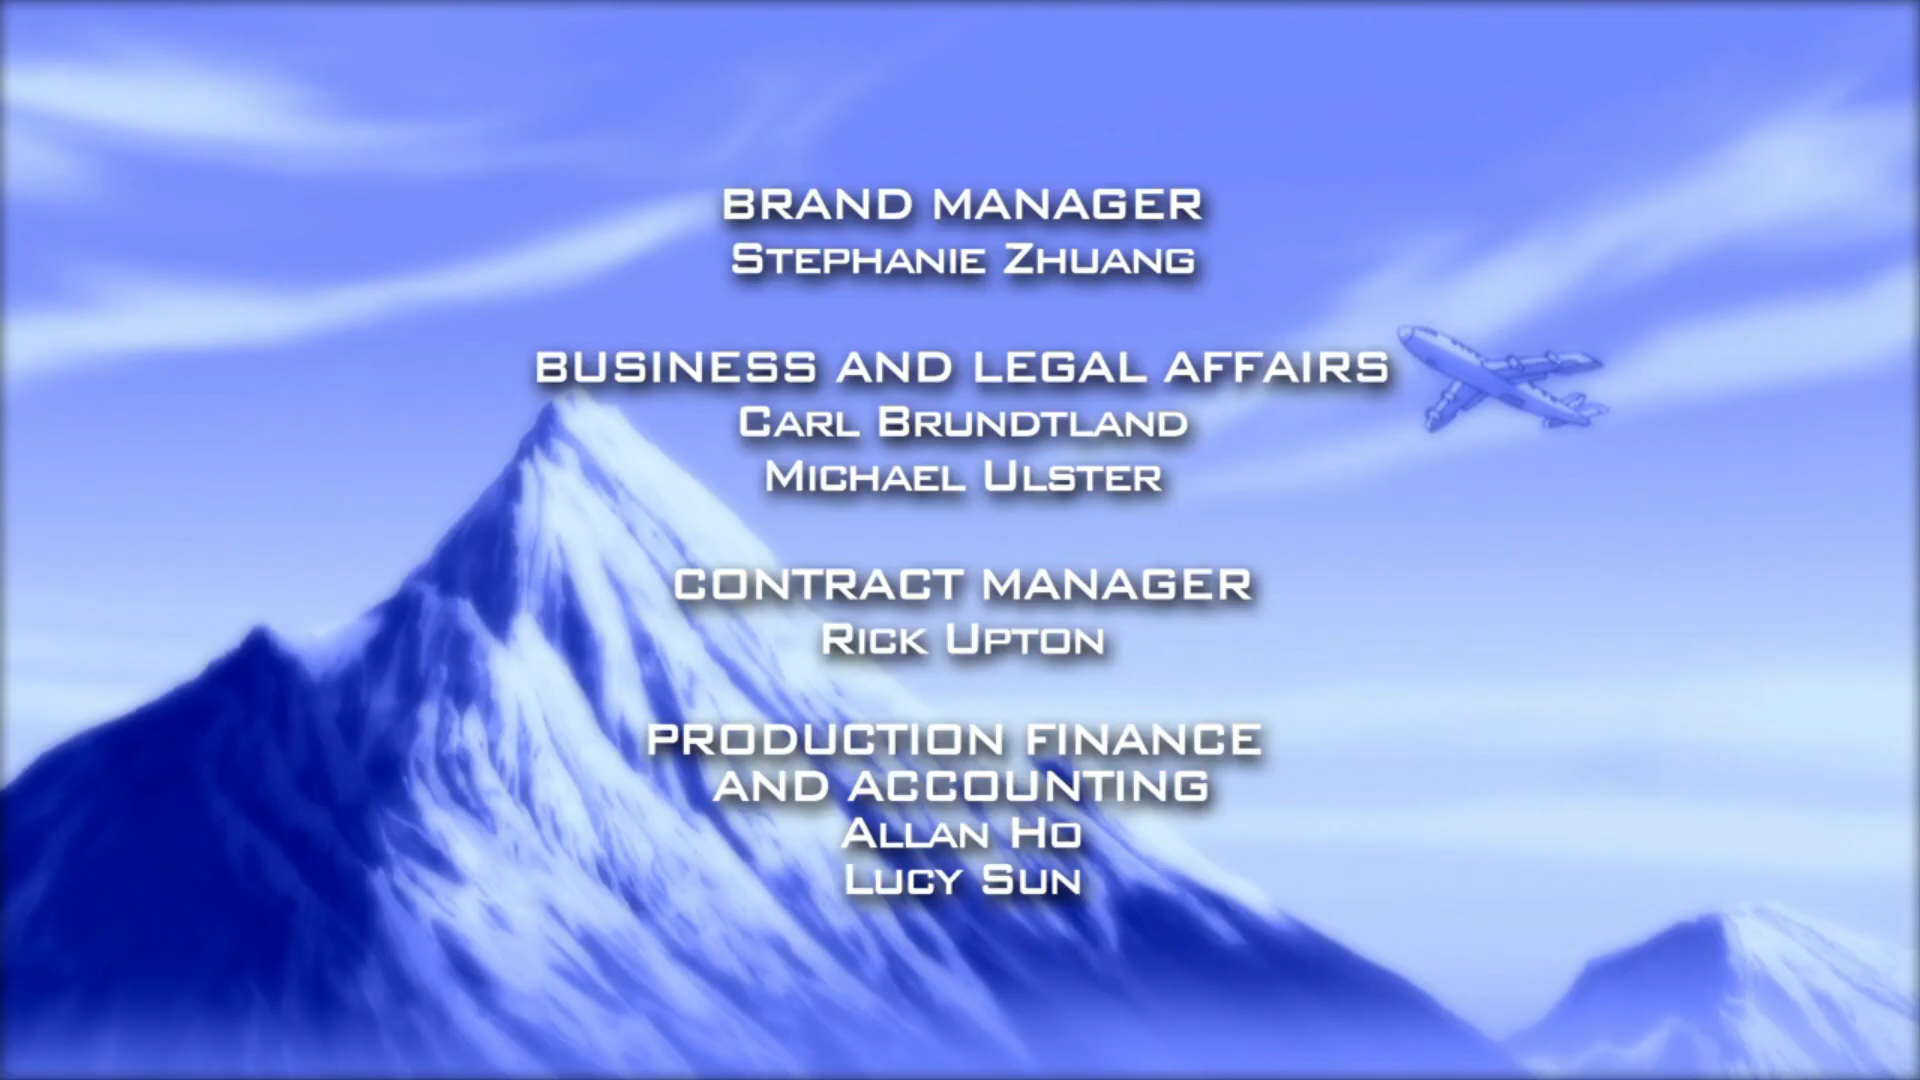 BRAND MANAGER
STEPHANIE ZHUANG
BUSINESS AND LEGAL AFFAIRS
CARL BRUNDTLAND
MICHAEL ULSTER
CONTRACT MANAGER
RICK UPTON
PRODUCTION FINANCE
AND ACCOUNTING
ALLAN HO
LUCY SUN